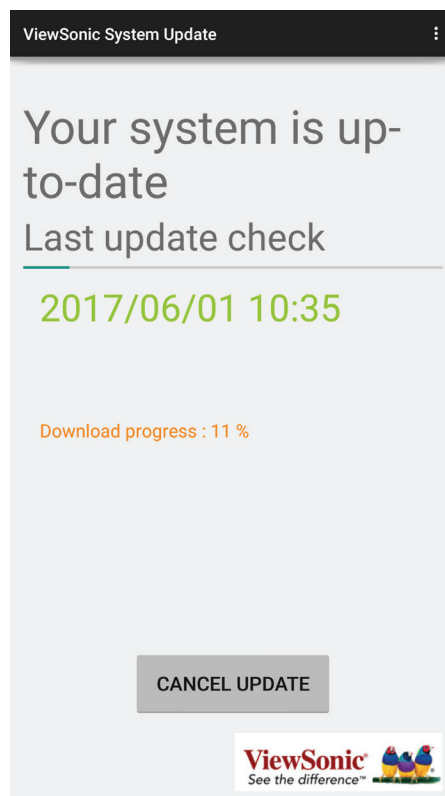 ViewSonic System Update
Your system is up-
to-date
Last update check
2017/06/01 10:35
Download progress : 11 %
CANCEL UPDATE
ViewSonic®
See the difference™